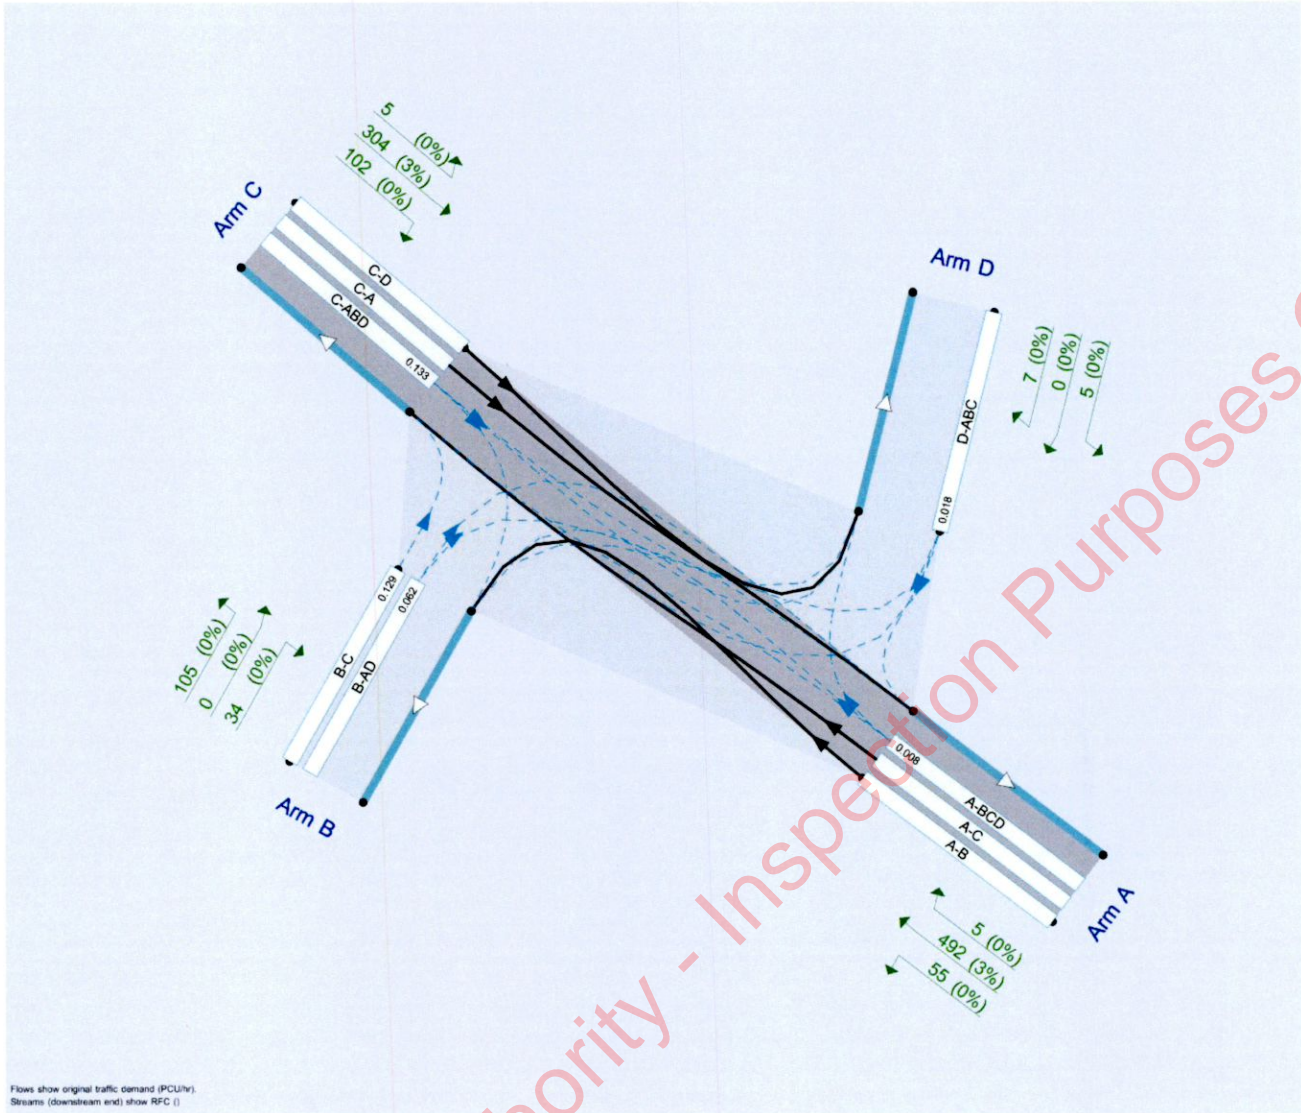 5 (0%)
304 (3%)
102 (0%)
Arm C
C-D
C-A
C-ABD
0.133
Arm D
7 (0%)
0 (0%)
5 (0%)
D-ABC
0.018
0.129
0.062
B-C
B-AD
105 (0%)
0 (0%)
34 (0%)
Arm B
0.008
A-BCD
A-C
A-B
Arm A
5 (0%)
492 (3%)
55 (0%)
ority - Inspection Purposes
Flows show original traffic demand (PCU/hr).
Streams (downstream end) show RFC ()